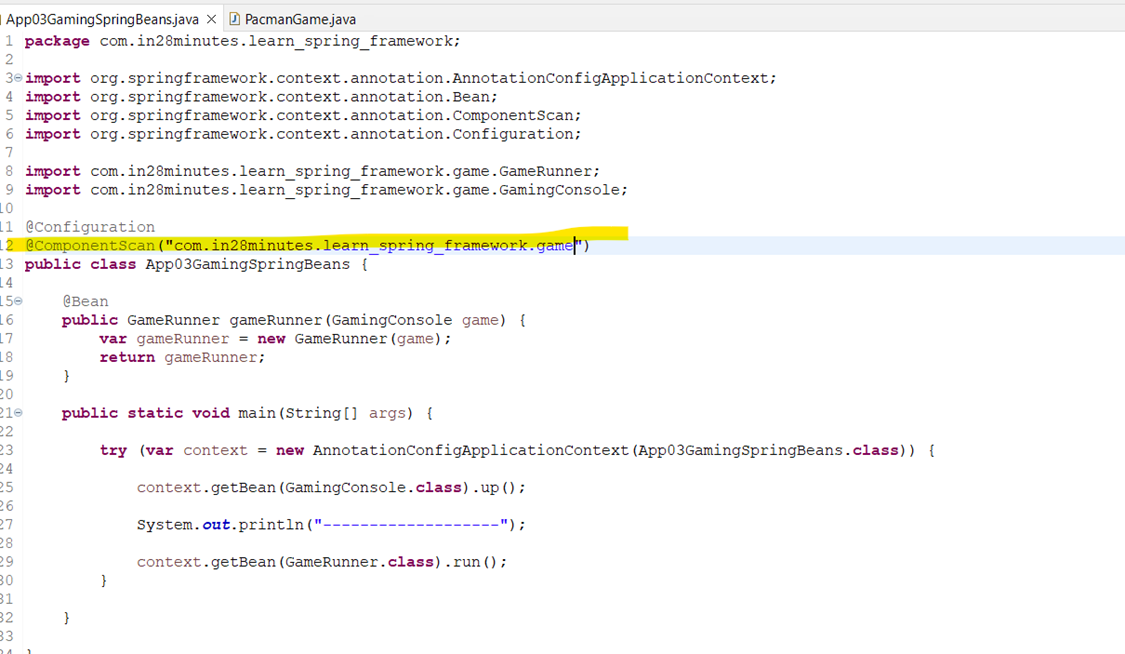 App03GamingSpringBeans.java PacmanGame.java
1 package com.in28minutes.learn_spring_framework;
2
3 import org.springframework.context.annotation.AnnotationConfigApplicationContext;
4 import org.springframework.context.annotation.Bean;
5 import org.springframework.context.annotation.ComponentScan;
6 import org.springframework.context.annotation.Configuration;
7
8 import com.in28minutes.learn_spring_framework.game.GameRunner;
9 import com.in28minutes.learn_spring_framework.game.GamingConsole;
10
11 @Configuration
12 @ComponentScan("com.in28minutes.learn_spring_framework.game")
13 public class App03GamingSpringBeans {
14
15 @Bean
16 public GameRunner gameRunner(GamingConsole game) {
17 var gameRunner = new GameRunner(game);
18 return gameRunner;
19 }
20
21 public static void main(String[] args) {
22
23 try (var context = new AnnotationConfigApplicationContext(App03GamingSpringBeans.class)) {
24
25 context.getBean(GamingConsole.class).up();
26
27 System.out.println("-------------------");
28
29 context.getBean(GameRunner.class).run();
30 }
31
32 }
33